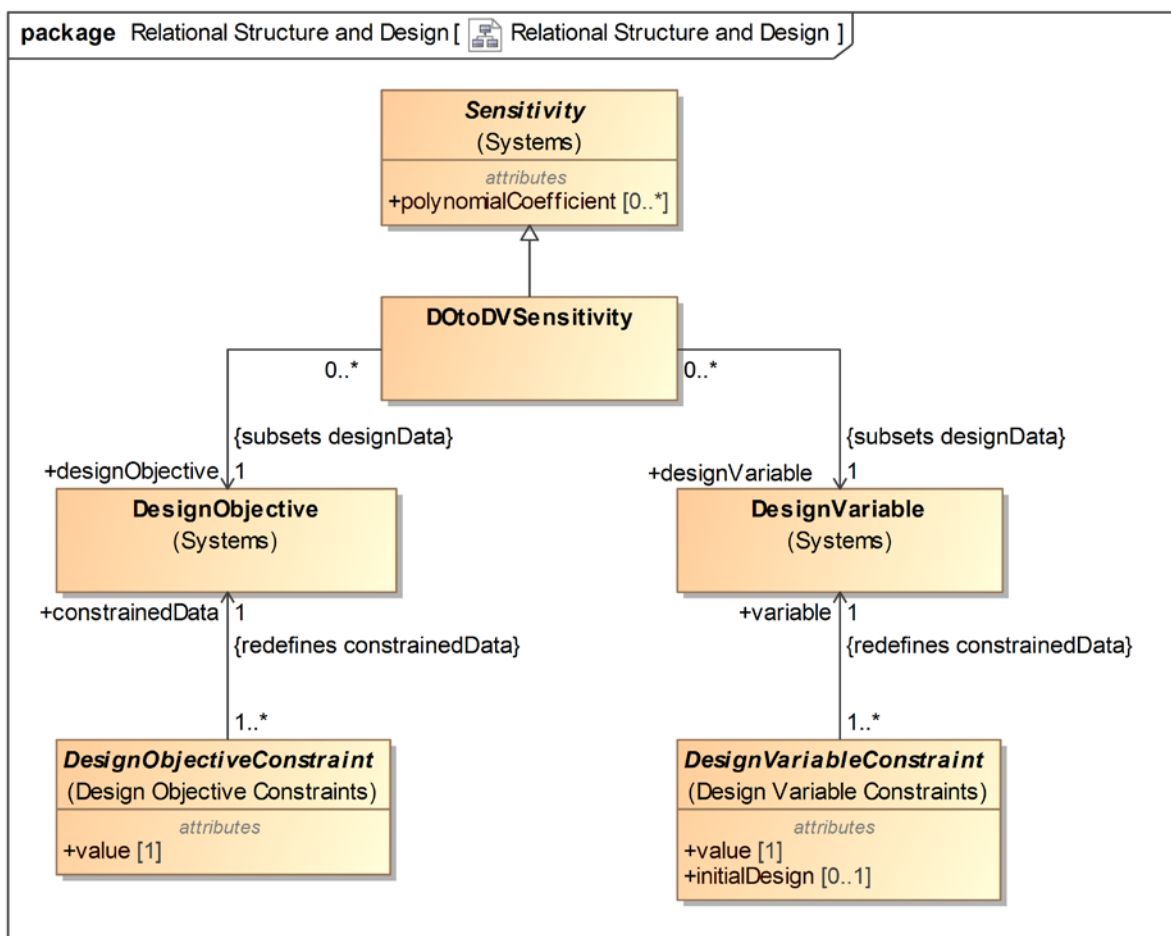 package Relational Structure and Design [ Relational Structure and Design ]
Sensitivity
(Systems)
attributes
+polynomialCoefficient [0..*]
DOtoDVSensitivity
0..*
0..*
{subsets designData}
{subsets designData}
+designObjective 1
+designVariable 1
DesignObjective
(Systems)
DesignVariable
(Systems)
+constrainedData 1
+variable 1
{redefines constrainedData}
{redefines constrainedData}
1..*
1..*
DesignObjectiveConstraint
(Design Objective Constraints)
attributes
+value [1]
DesignVariableConstraint
(Design Variable Constraints)
attributes
+value [1]
+initialDesign [0..1]